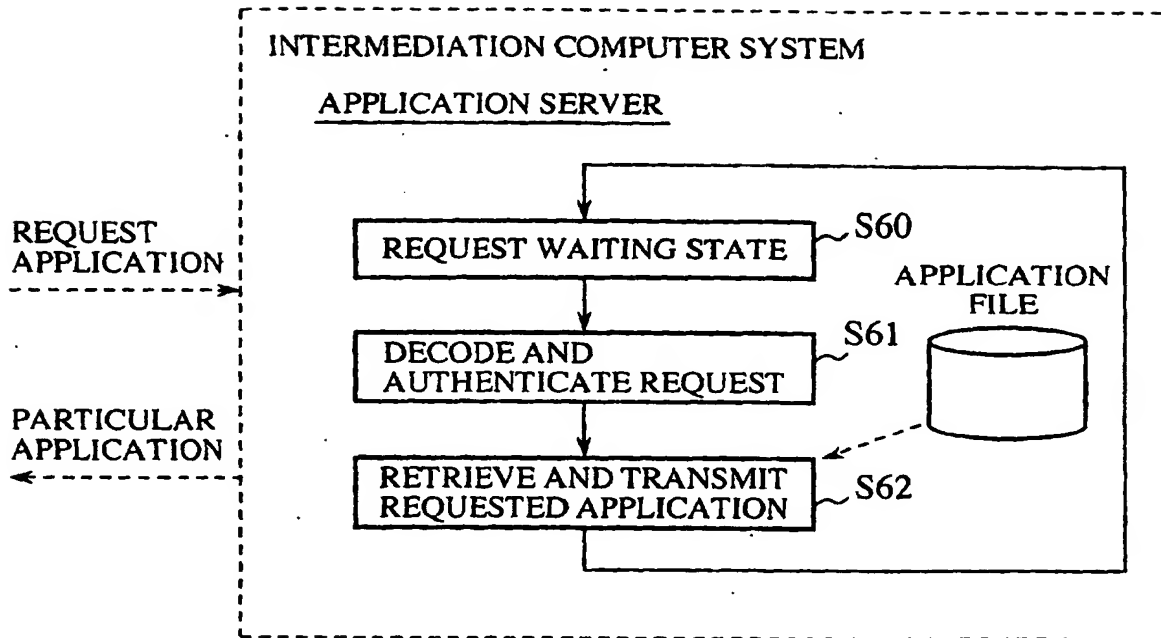 INTERMEDIATION COMPUTER SYSTEM
APPLICATION SERVER
REQUEST
APPLICATION
REQUEST WAITING STATE
S60
APPLICATION
FILE
DECODE AND
AUTHENTICATE REQUEST
S61
PARTICULAR
APPLICATION
RETRIEVE AND TRANSMIT
REQUESTED APPLICATION
S62